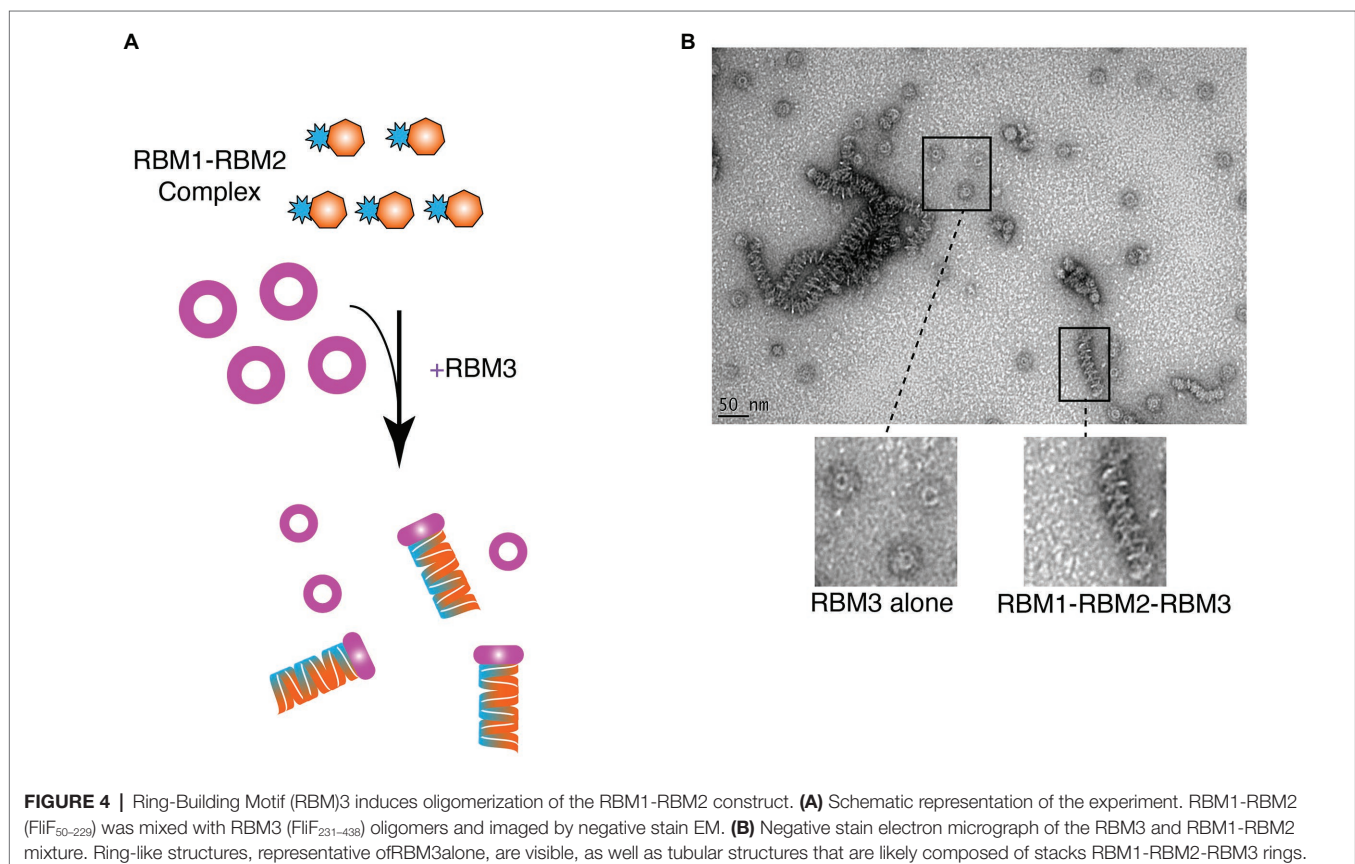 A
B
RBM1-RBM2
Complex
+RBM3
50 nm
RBM3 alone
RBM1-RBM2-RBM3
FIGURE 4 | Ring-Building Motif (RBM)3 induces oligomerization of the RBM1-RBM2 construct. (A) Schematic representation of the experiment. RBM1-RBM2
(FliF50–229) was mixed with RBM3 (FliF231–438) oligomers and imaged by negative stain EM. (B) Negative stain electron micrograph of the RBM3 and RBM1-RBM2
mixture. Ring-like structures, representative ofRBM3alone, are visible, as well as tubular structures that are likely composed of stacks RBM1-RBM2-RBM3 rings.